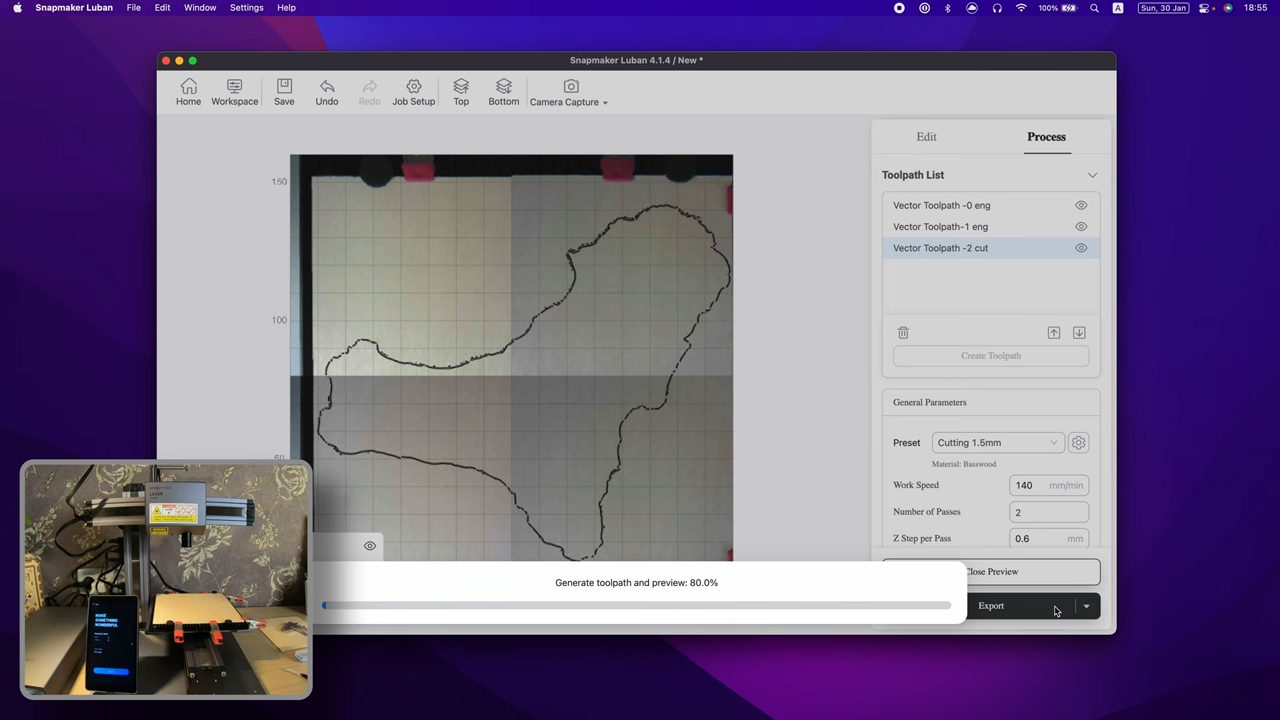 Snapmaker Luban File Edit Window Settings Help 100% A Sun, 30 Jan 18:55
Snapmaker Luban 4.1.4 / New *
Home Workspace Save Undo Redo Job Setup Top Bottom Camera Capture
Edit Process
Toolpath List
Vector Toolpath -0 eng
Vector Toolpath-1 eng
Vector Toolpath -2 cut
Create Toolpath
General Parameters
Preset Cutting 1.5mm
Material: Basswood
Work Speed 140 mm/min
Number of Passes 2
Z Step per Pass 0.6 mm
150
100
50
Generate toolpath and preview: 80.0%
Close Preview
Export
LASER
MAKE
SOMETHING
WONDERFUL